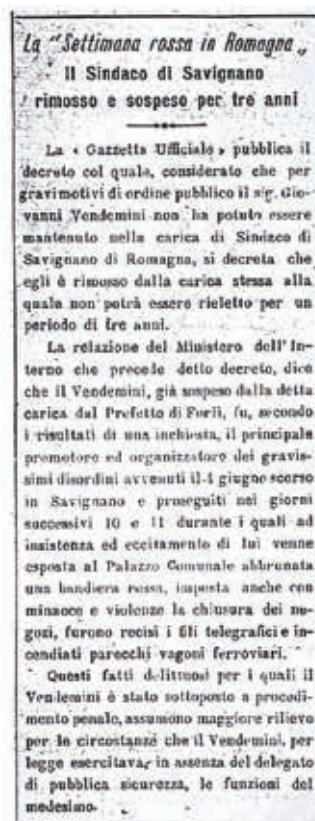 La "Settimana rossa in Romagna„
Il Sindaco di Savignano
rimosso e sospeso per tre anni
La « Gazzetta Ufficiale » pubblica il
decreto col quale, considerato che per
gravi motivi di ordine pubblico il sig. Gio-
vanni Vendemini non ha potuto essere
mantenuto nella carica di Sindaco di
Savignano di Romagna, si decreta che
egli è rimosso dalla carica stessa alla
quale non potrà essere rieletto per un
periodo di tre anni.
La relazione del Ministero dell'In-
terno che precede detto decreto, dice
che il Vendemini, già sospeso dalla detta
carica dal Prefetto di Forlì, fu, secondo
i risultati di una inchiesta, il principale
promotore ed organizzatore dei gravis-
simi disordini avvenuti il giugno scorso
in Savignano e proseguiti nei giorni
successivi 10 e 11 durante i quali ad
insistenza ed eccitamento di lui venne
esposta al Palazzo Comunale abbrunata
una bandiera rossa, imposta anche con
minacce e violenze la chiusura dei ne-
gozi, furono recisi i fili telegrafici e in-
cendiati parecchi vagoni ferroviari.
Questi fatti delittuosi per i quali il
Vendemini è stato sottoposto a procedi-
mento penale, assumono maggiore rilievo
per le circostanze che il Vendemini, per
legge esercitava, in assenza del delegato
di pubblica sicurezza, le funzioni del
medesimo.